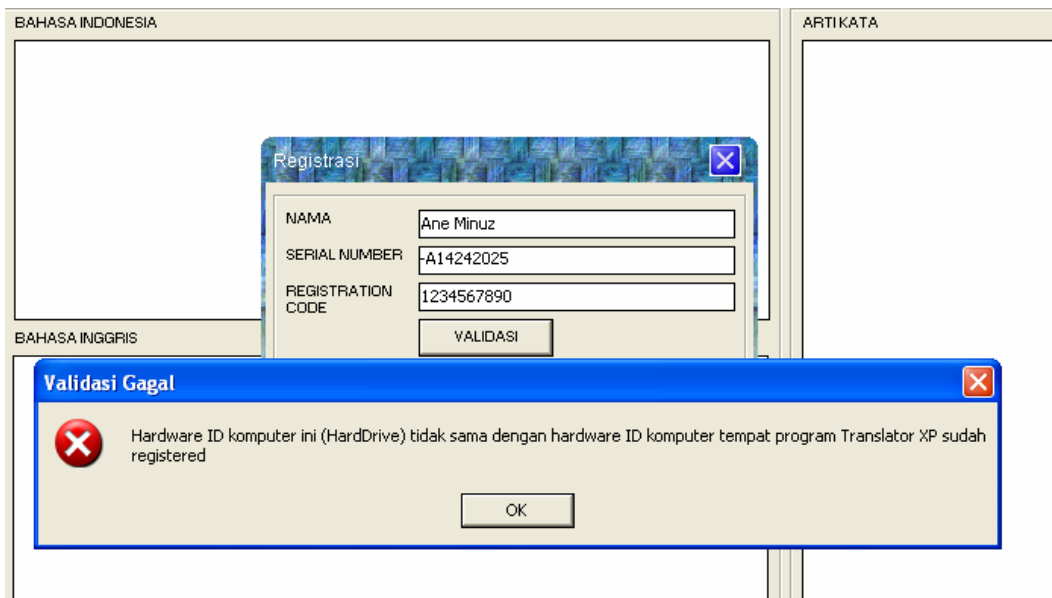 BAHASA INDONESIA
ARTI KATA
Registrasi
NAMA
Ane Minuz
SERIAL NUMBER
-A14242025
REGISTRATION
CODE
1234567890
VALIDASI
BAHASA INGGRIS
Validasi Gagal
Hardware ID komputer ini (HardDrive) tidak sama dengan hardware ID komputer tempat program Translator XP sudah
registered
OK